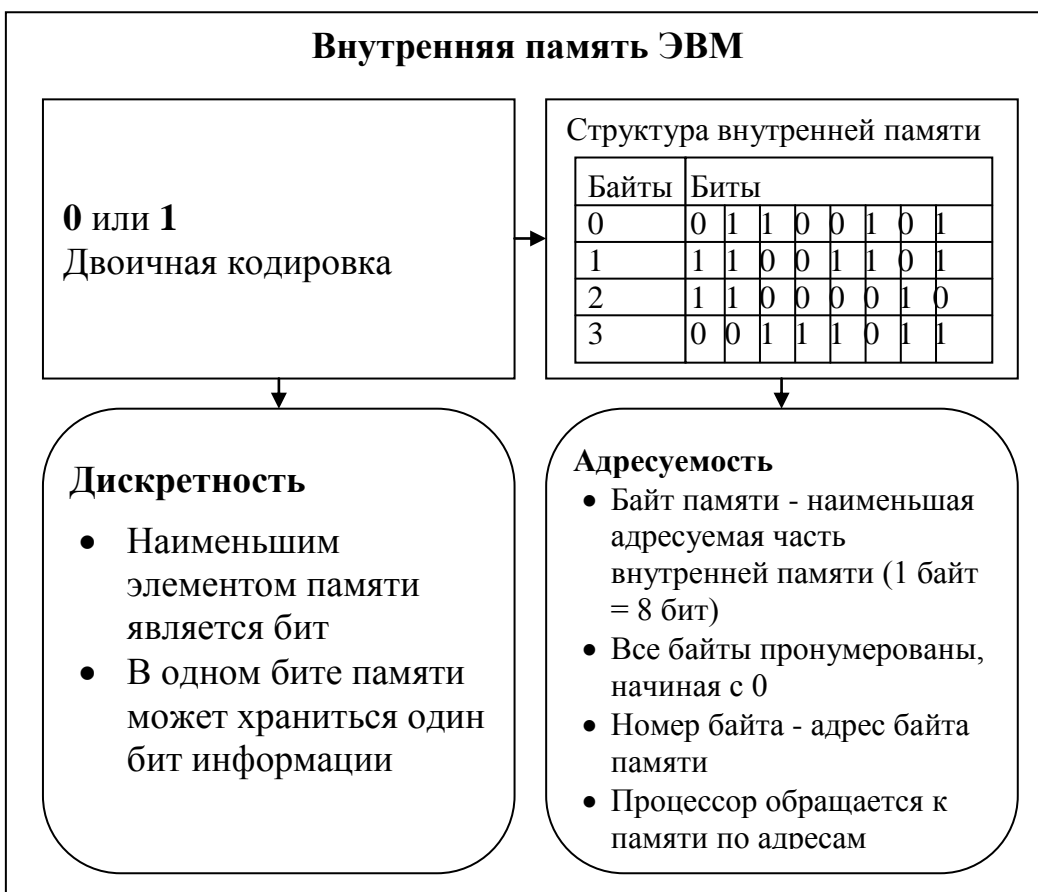 Внутренняя память ЭВМ
0 или 1
Двоичная кодировка
Структура внутренней памяти
Байты Биты
0 0 1 1 0 0 1 0 1
1 1 1 0 0 1 1 0 1
2 1 1 0 0 0 0 1 0
3 0 0 1 1 1 0 1 1
Дискретность
• Наименьшим
элементом памяти
является бит
• В одном бите памяти
может храниться один
бит информации
Адресуемость
• Байт памяти - наименьшая
адресуемая часть
внутренней памяти (1 байт
= 8 бит)
• Все байты пронумерованы,
начиная с 0
• Номер байта - адрес байта
памяти
• Процессор обращается к
памяти по адресам